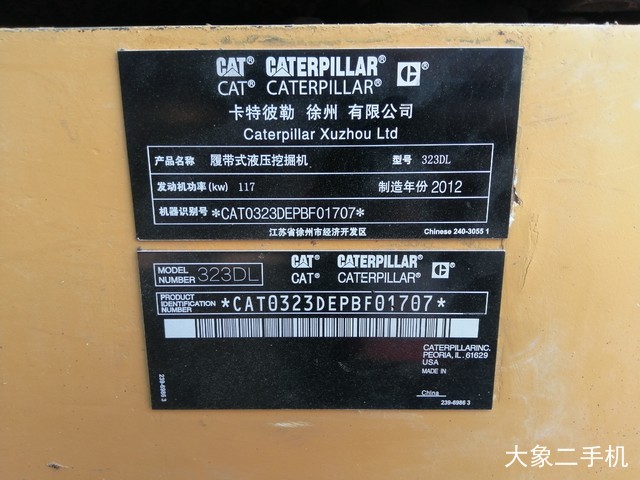 CAT® CATERPILLAR® C®
CAT® CATERPILLAR®
卡特彼勒 徐州 有限公司
Caterpillar Xuzhou Ltd
产品名称 履带式液压挖掘机 型号 323DL
发动机功率(kw) 117 制造年份 2012
机器识别号 *CAT0323DEPBF01707*
江苏省徐州市经济开发区 Chinese 240-3055 1
MODEL NUMBER 323DL CAT® CATERPILLAR® C®
CAT® CATERPILLAR®
PRODUCT
IDENTIFICATION
NUMBER
*CAT0323DEPBF01707*
CATERPILLAR INC.
PEORIA, IL. 61629
USA
MADE IN
China
239-6986 3
239-6986 3
大象二手机